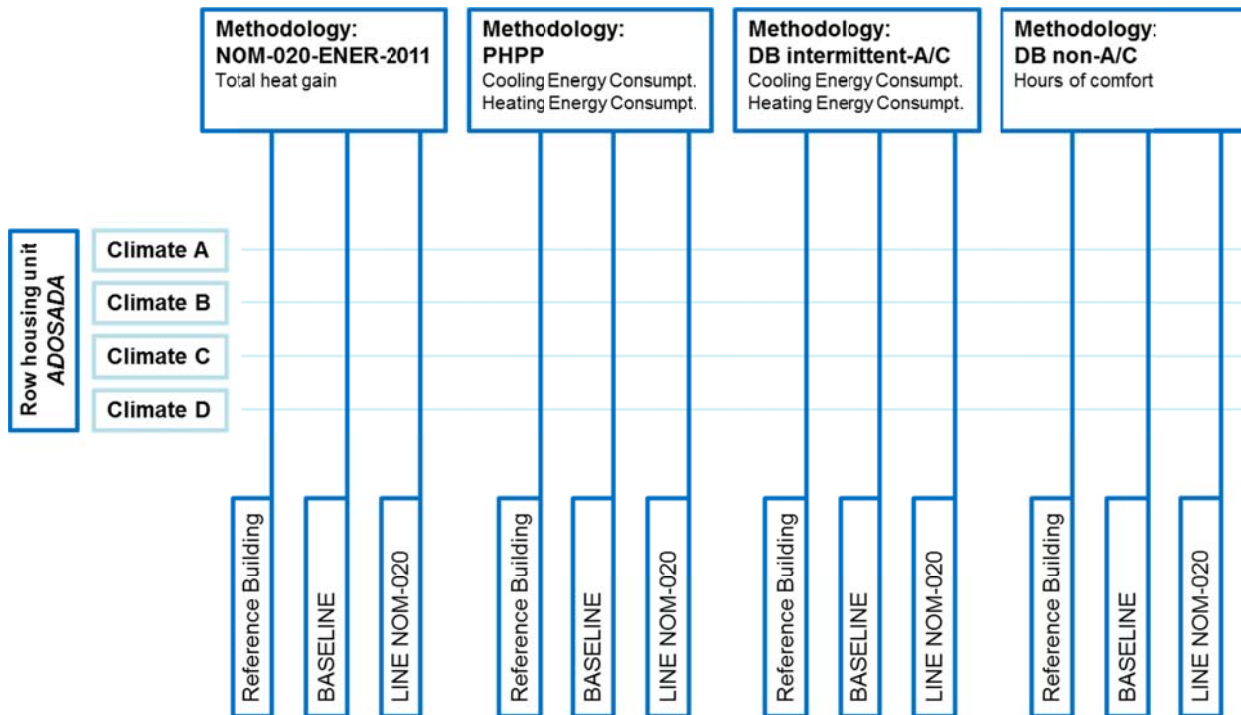 Methodology:
NOM-020-ENER-2011
Total heat gain
Methodology:
PHPP
Cooling Energy Consumpt.
Heating Energy Consumpt.
Methodology:
DB intermittent-A/C
Cooling Energy Consumpt.
Heating Energy Consumpt.
Methodology:
DB non-A/C
Hours of comfort
Row housing unit
ADOSADA
Climate A
Climate B
Climate C
Climate D
Reference Building
BASELINE
LINE NOM-020
Reference Building
BASELINE
LINE NOM-020
Reference Building
BASELINE
LINE NOM-020
Reference Building
BASELINE
LINE NOM-020